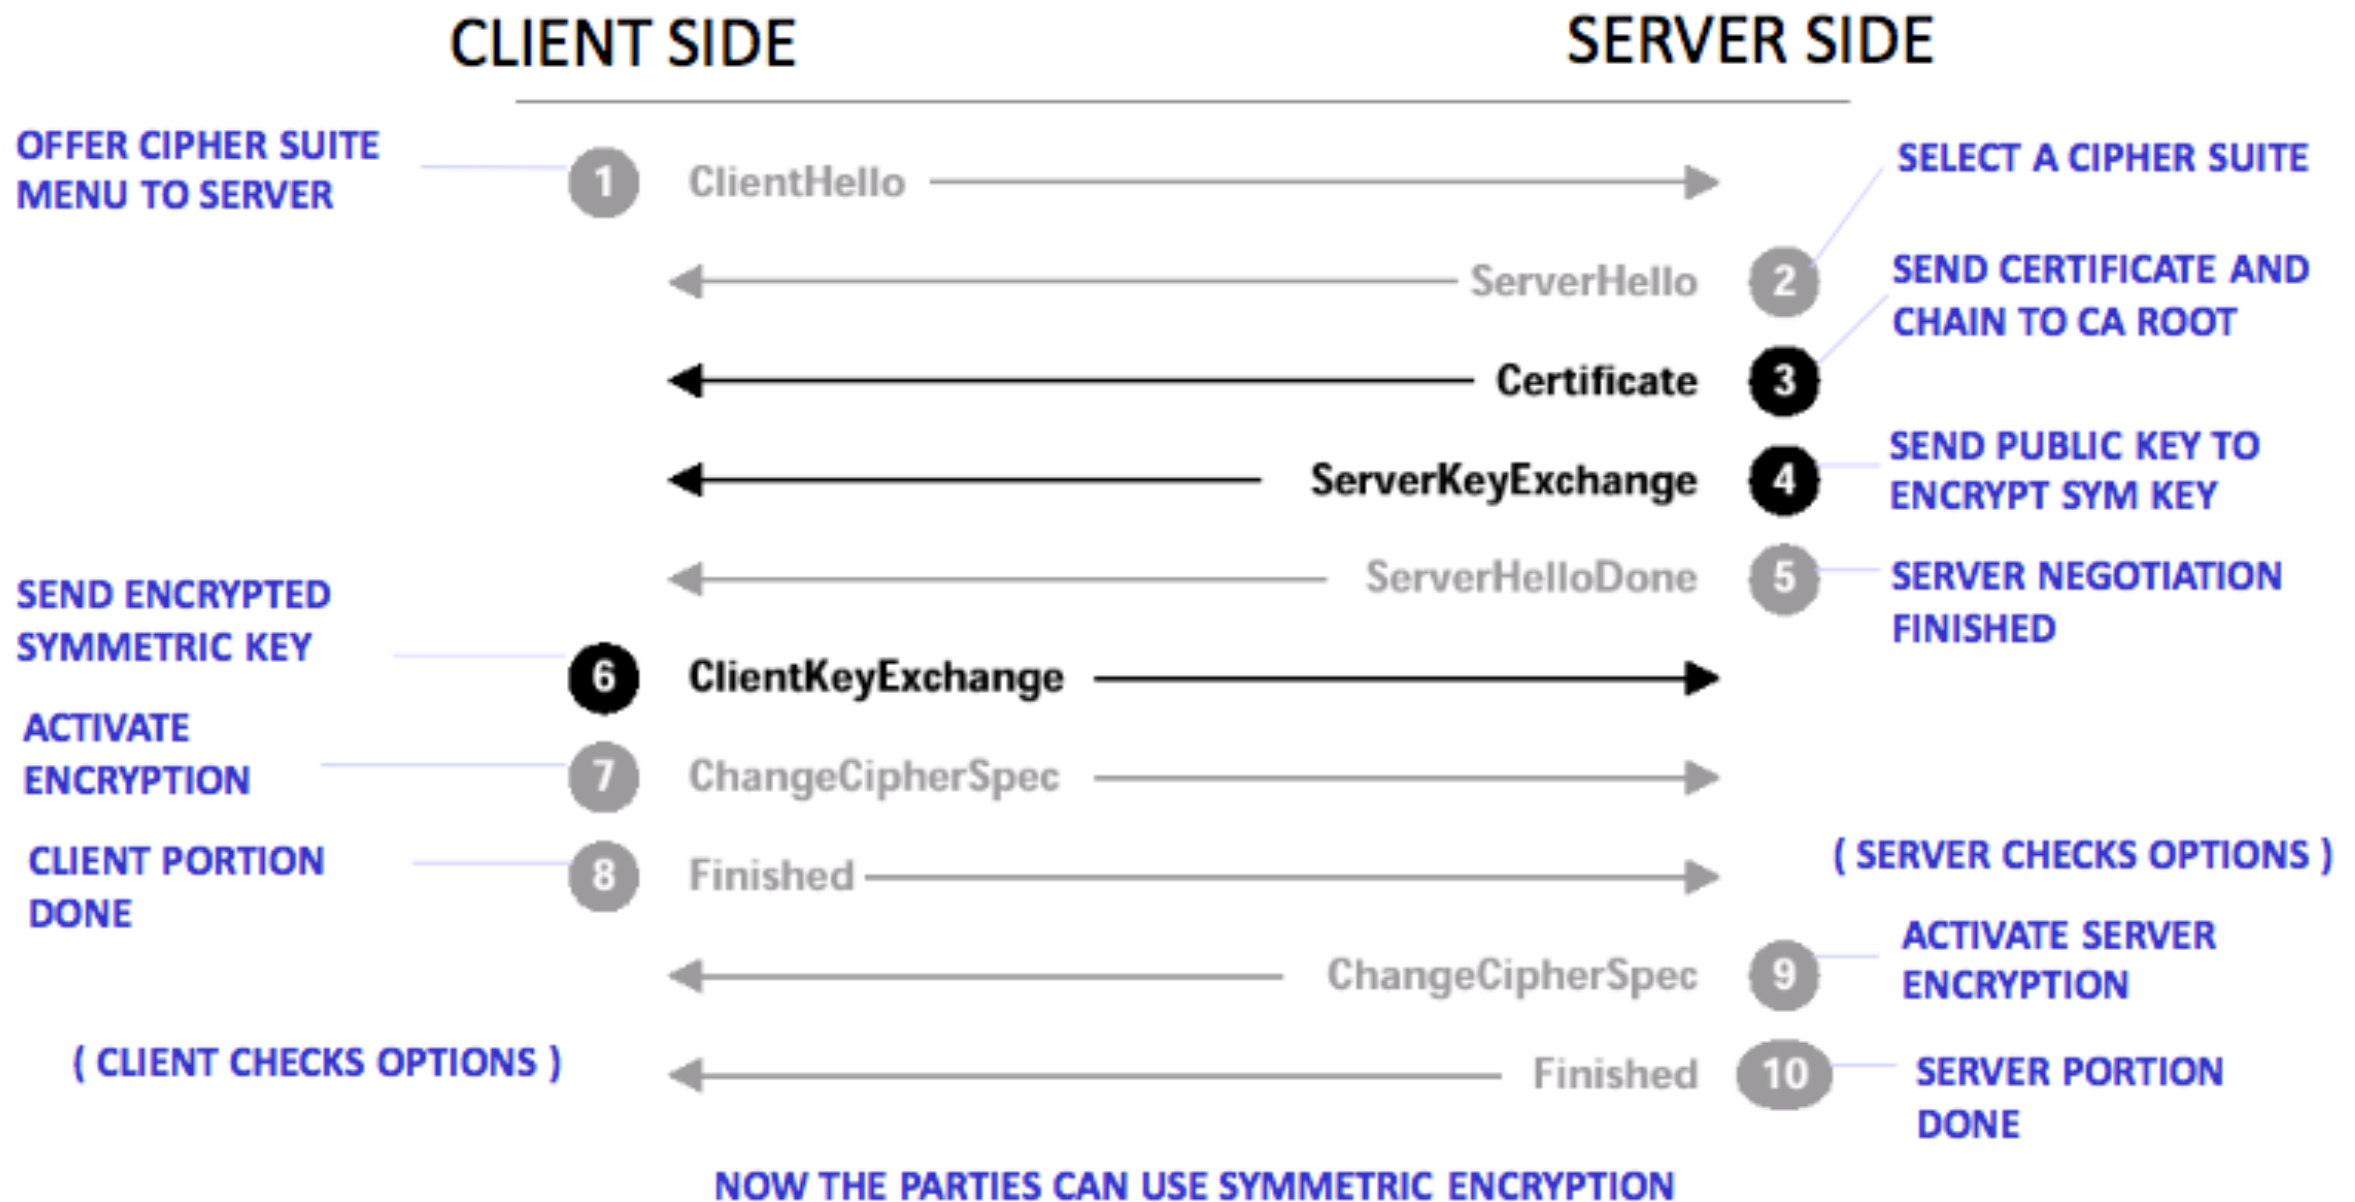 CLIENT SIDE
SERVER SIDE
OFFER CIPHER SUITE
MENU TO SERVER
1 ClientHello
SELECT A CIPHER SUITE
ServerHello 2
SEND CERTIFICATE AND
CHAIN TO CA ROOT
Certificate 3
SEND PUBLIC KEY TO
ENCRYPT SYM KEY
ServerKeyExchange 4
ServerHelloDone 5
SERVER NEGOTIATION
FINISHED
SEND ENCRYPTED
SYMMETRIC KEY
6 ClientKeyExchange
ACTIVATE
ENCRYPTION
7 ChangeCipherSpec
CLIENT PORTION
DONE
8 Finished
( SERVER CHECKS OPTIONS )
ACTIVATE SERVER
ENCRYPTION
ChangeCipherSpec 9
( CLIENT CHECKS OPTIONS )
Finished 10
SERVER PORTION
DONE
NOW THE PARTIES CAN USE SYMMETRIC ENCRYPTION